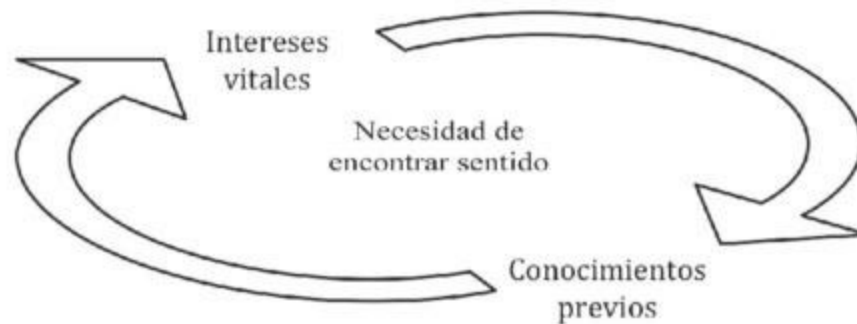 Intereses
vitales
Necesidad de
encontrar sentido
Conocimientos
previos